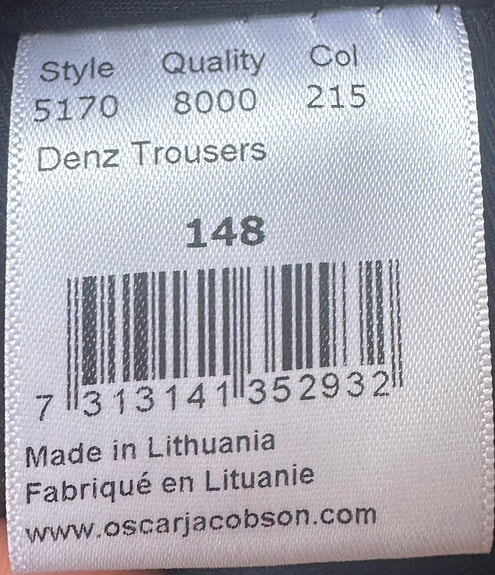 Style Quality Col
5170 8000 215
Denz Trousers
148
7 313141 352932
Made in Lithuania
Fabriqué en Lituanie
www.oscarjacobson.com